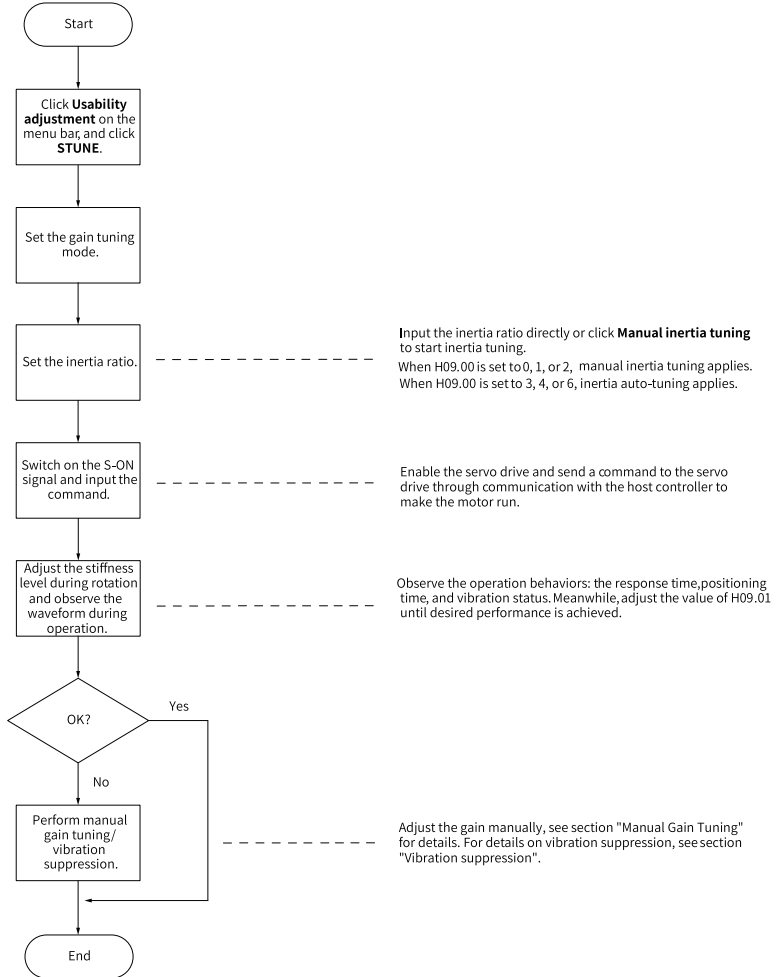 Start
Click Usability
adjustment on the
menu bar, and click
STUNE.
Set the gain tuning
mode.
Set the inertia ratio.
Input the inertia ratio directly or click Manual inertia tuning
to start inertia tuning.
When H09.00 is set to 0, 1, or 2, manual inertia tuning applies.
When H09.00 is set to 3, 4, or 6, inertia auto-tuning applies.
Switch on the S-ON
signal and input the
command.
Enable the servo drive and send a command to the servo
drive through communication with the host controller to
make the motor run.
Adjust the stiffness
level during rotation
and observe the
waveform during
operation.
Observe the operation behaviors: the response time, positioning
time, and vibration status. Meanwhile, adjust the value of H09.01
until desired performance is achieved.
OK?
Yes
No
Perform manual
gain tuning/
vibration
suppression.
Adjust the gain manually, see section "Manual Gain Tuning"
for details. For details on vibration suppression, see section
"Vibration suppression".
End